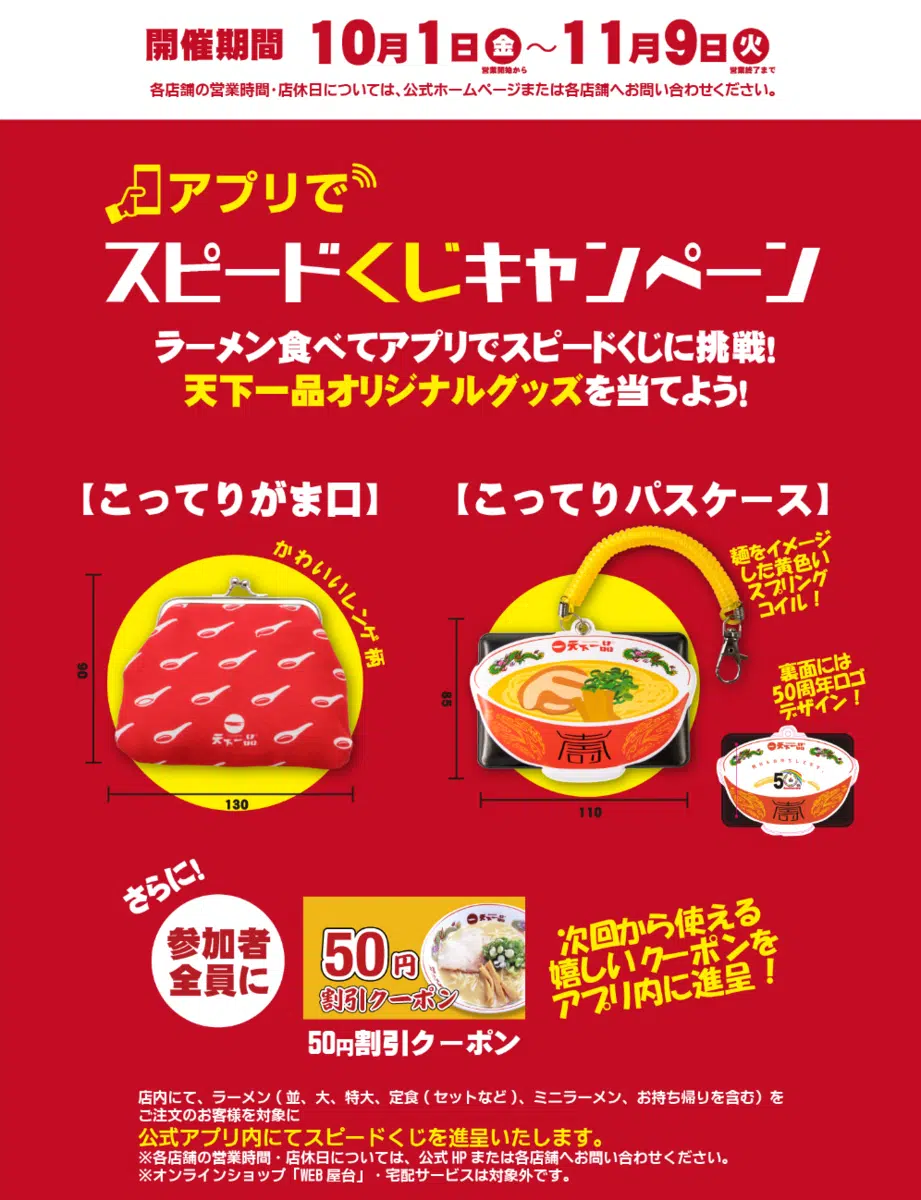 開催期間 10月1日金~11月9日火
営業開始から 営業終了まで
各店舗の営業時間・店休日については、公式ホームページまたは各店舗へお問い合わせください。
アプリで
スピードくじキャンペーン
ラーメン食べてアプリでスピードくじに挑戦!
天下一品オリジナルグッズを当てよう!
【こってりがま口】
かわいいレンゲ柄
90
天下一品
130
【こってりパスケース】
麺をイメージ
した黄色い
スプリング
コイル!
85
天下一品
寿
110
裏面には
50周年ロゴ
デザイン!
天下一品
50
寿
さらに!
参加者
全員に
50円
割引クーポン
天下一品
50円割引クーポン
次回から使える
嬉しいクーポンを
アプリ内に進呈!
店内にて、ラーメン(並、大、特大、定食(セットなど)、ミニラーメン、お持ち帰りを含む)を
ご注文のお客様を対象に
公式アプリ内にてスピードくじを進呈いたします。
※各店舗の営業時間・店休日については、公式HPまたは各店舗へお問い合わせください。
※オンラインショップ「WEB屋台」・宅配サービスは対象外です。